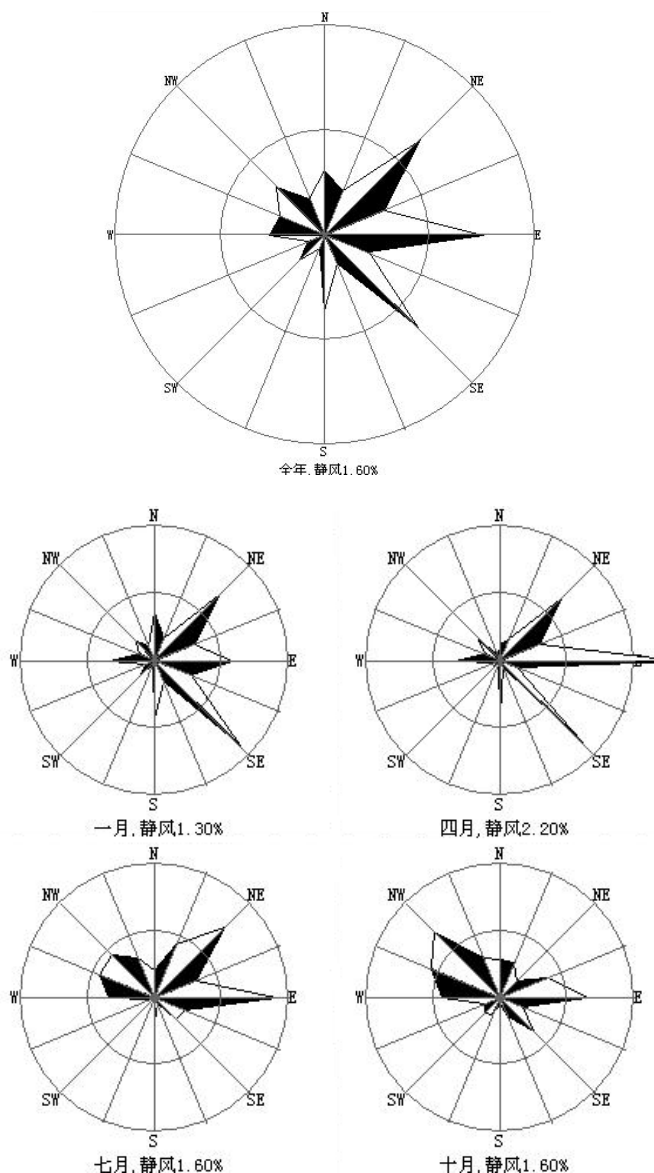 N
NW NE
W E
SW SE
S
全年,静风1.60%
N N
NW NE NW NE
W E W
SW SE SW SE
S S
一月,静风1.30% 四月,静风2.20%
N N
NW NE NW NE
W E W E
SW SE SW SE
S S
七月,静风1.60% 十月,静风1.60%